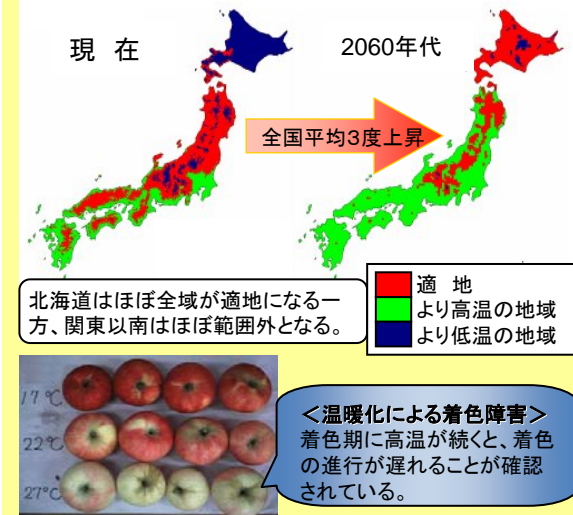 現 在
2060年代
全国平均3度上昇
適 地
より高温の地域
より低温の地域
北海道はほぼ全域が適地になる一
方、関東以南はほぼ範囲外となる。
17℃
22℃
27℃
＜温暖化による着色障害＞
着色期に高温が続くと、着色
の進行が遅れることが確認
されている。